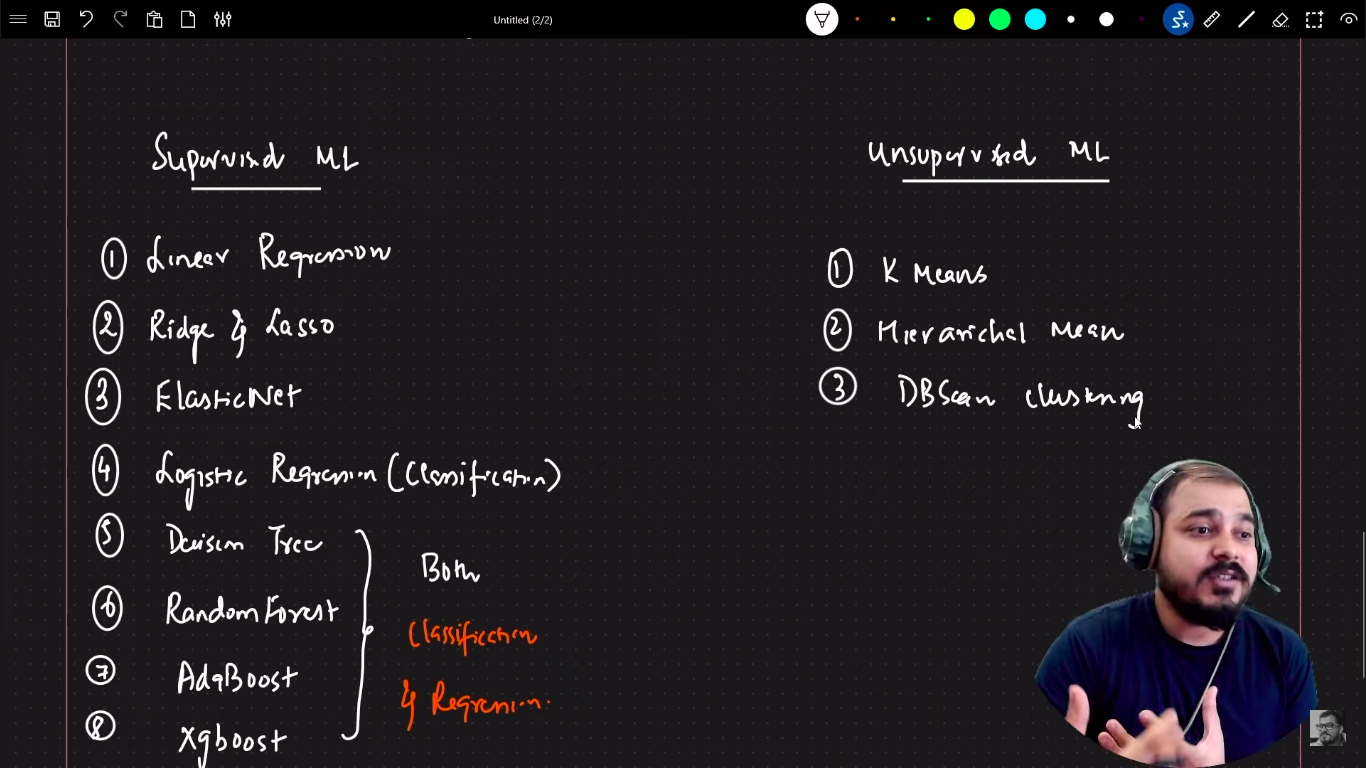 Untitled (2/2)
Supervised ML
① Linear Regression
② Ridge & Lasso
③ ElasticNet
④ Logistic Regression (Classification)
⑤ Decision Tree
⑥ RandomForest
⑦ AdaBoost
⑧ Xgboost
Both
Classification
& Regression.
Unsupervised ML
① K Means
② Hierarichal Mean
③ DBScan clustering